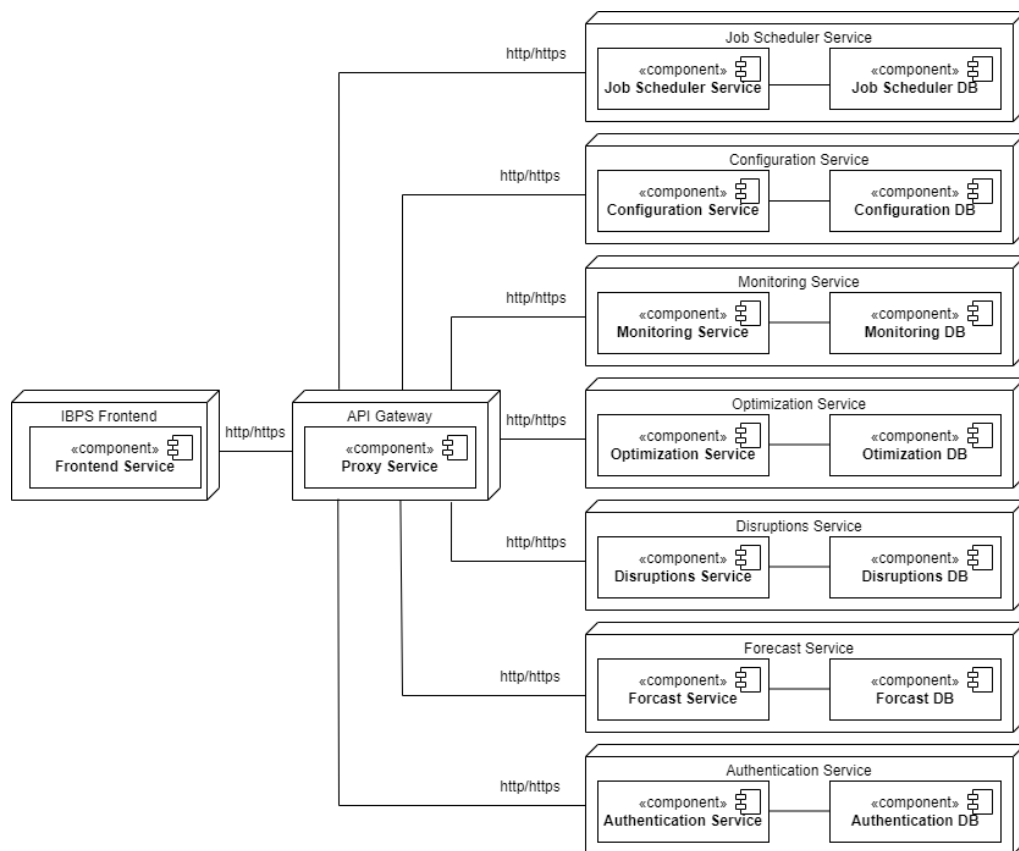 Job Scheduler Service
http/https
«component»
Job Scheduler Service
«component»
Job Scheduler DB
Configuration Service
http/https
«component»
Configuration Service
«component»
Configuration DB
Monitoring Service
http/https
«component»
Monitoring Service
«component»
Monitoring DB
IBPS Frontend
«component»
Frontend Service
http/https
API Gateway
«component»
Proxy Service
Optimization Service
http/https
«component»
Optimization Service
«component»
Otimization DB
Disruptions Service
http/https
«component»
Disruptions Service
«component»
Disruptions DB
Forecast Service
http/https
«component»
Forcast Service
«component»
Forcast DB
Authentication Service
http/https
«component»
Authentication Service
«component»
Authentication DB